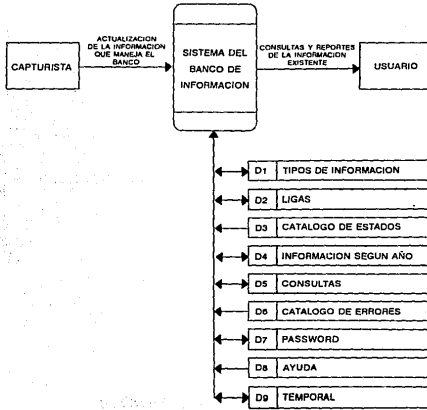 CAPTURISTA
ACTUALIZACION
DE LA INFORMACION
QUE MANEJA EL
BANCO
SISTEMA DEL
BANCO DE
INFORMACION
CONSULTAS Y REPORTES
DE LA INFORMACION
EXISTENTE
USUARIO
D1 TIPOS DE INFORMACION
D2 LIGAS
D3 CATALOGO DE ESTADOS
D4 INFORMACION SEGUN AÑO
D5 CONSULTAS
D6 CATALOGO DE ERRORES
D7 PASSWORD
D8 AYUDA
D9 TEMPORAL